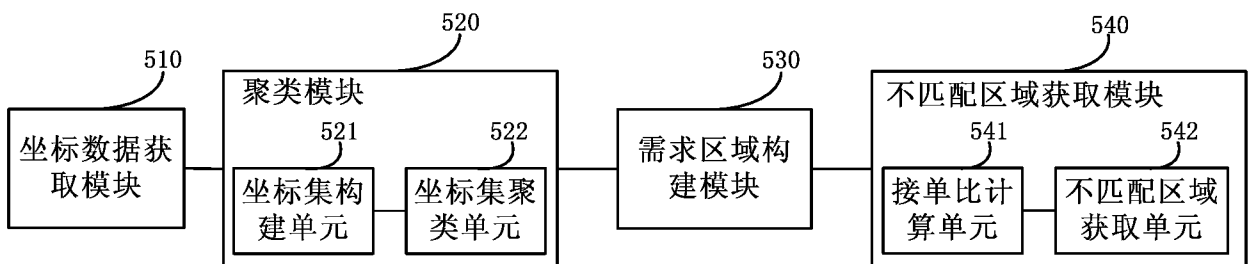 520
540
510
530
聚类模块
不匹配区域获取模块
521
522
541
542
坐标数据获
取模块
坐标集构
建单元
坐标集聚
类单元
需求区域构
建模块
接单比计
算单元
不匹配区域
获取单元